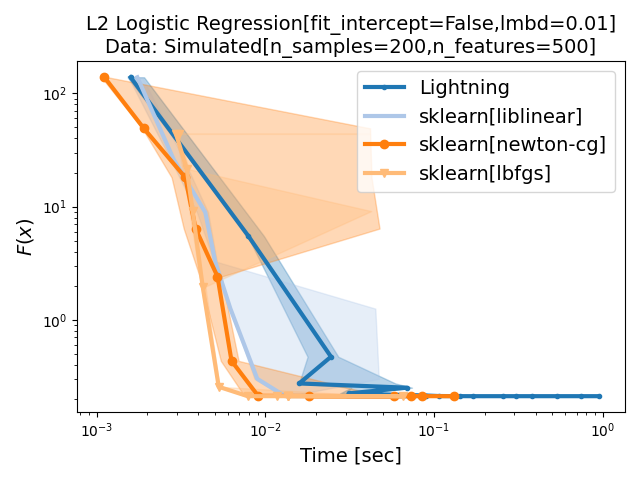 L2 Logistic Regression[fit_intercept=False,lmbd=0.01]
Data: Simulated[n_samples=200,n_features=500]
Lightning
sklearn[liblinear]
sklearn[newton-cg]
sklearn[lbfgs]
F(x)
10²
10¹
10⁰
10⁻³ 10⁻² 10⁻¹ 10⁰
Time [sec]